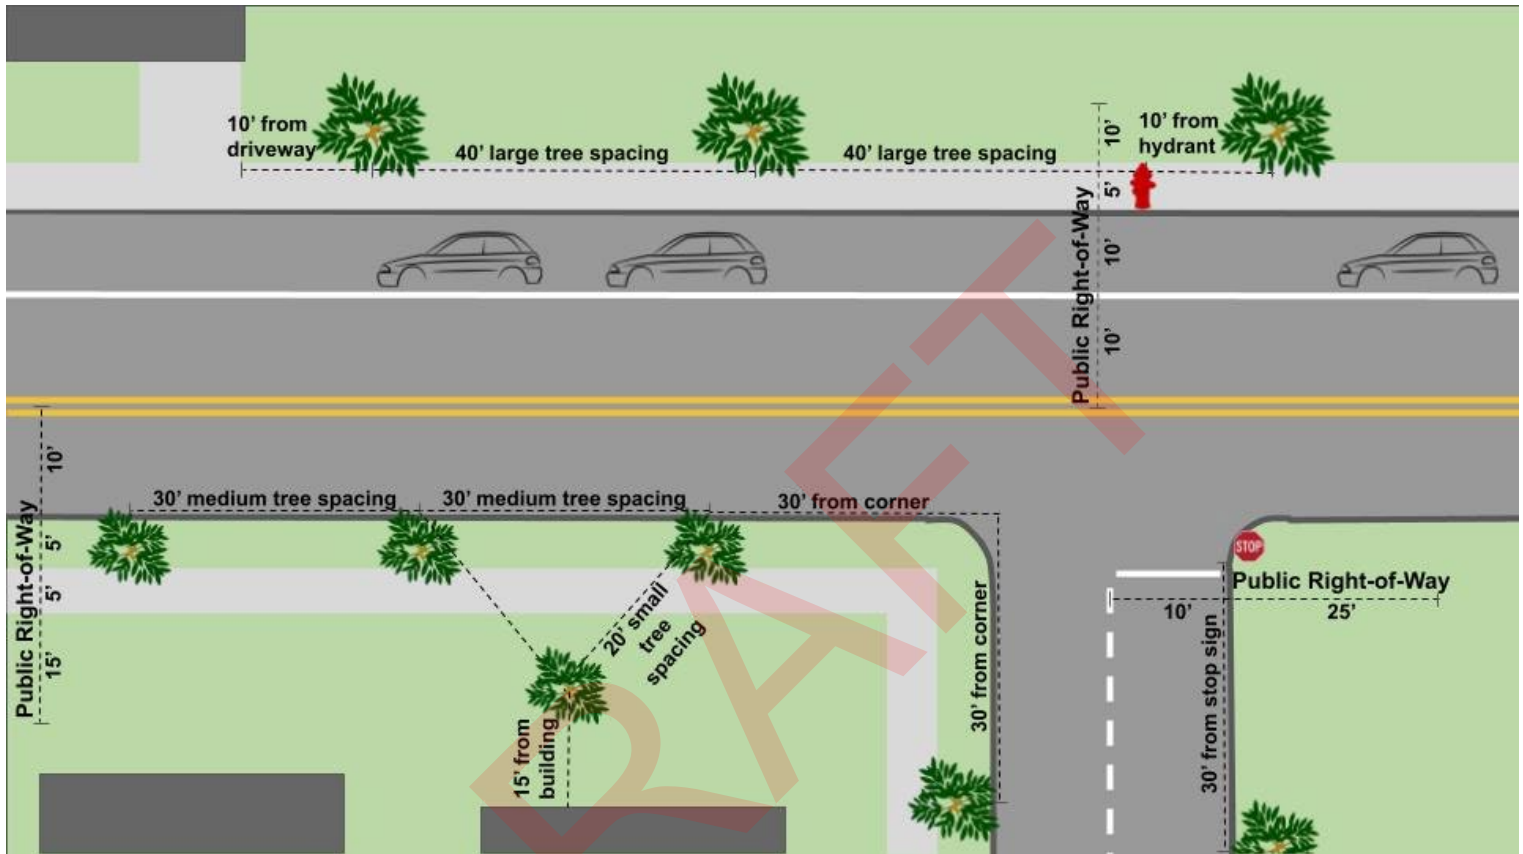 10’ from
driveway
40’ large tree spacing
40’ large tree spacing
10’
10’ from
hydrant
5’
Public Right-of-Way
10’
10’
10’
30’ medium tree spacing
30’ medium tree spacing
30’ from corner
Public Right-of-Way
5’
5’
15’
20’ small
tree
spacing
15’ from
building
30’ from corner
STOP
Public Right-of-Way
10’
25’
30’ from stop sign
RAFT